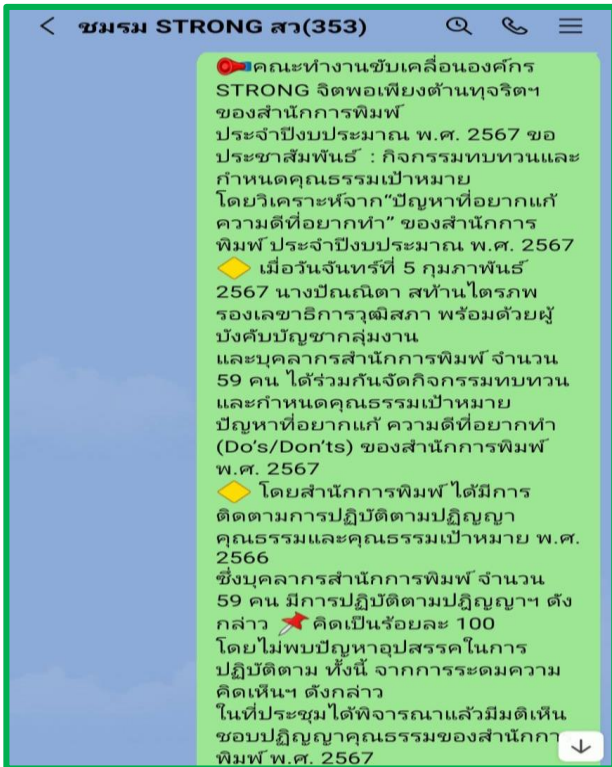 ชมรม STRONG สว(353)
คณะทำงานขับเคลื่อนองค์กร
STRONG จิตพอเพียงต้านทุจริตฯ
ของสำนักการพิมพ์
ประจำปีงบประมาณ พ.ศ. 2567 ขอ
ประชาสัมพันธ์ : กิจกรรมทบทวนและ
กำหนดคุณธรรมเป้าหมาย
โดยวิเคราะห์จาก“ปัญหาที่อยากแก้
ความดีที่อยากทำ” ของสำนักการ
พิมพ์ ประจำปีงบประมาณ พ.ศ. 2567
เมื่อวันจันทร์ที่ 5 กุมภาพันธ์
2567 นางปัณณิตา สท้านไตรภพ
รองเลขาธิการวุฒิสภา พร้อมด้วยผู้
บังคับบัญชากลุ่มงาน
และบุคลากรสำนักการพิมพ์ จำนวน
59 คน ได้ร่วมกันจัดกิจกรรมทบทวน
และกำหนดคุณธรรมเป้าหมาย
ปัญหาที่อยากแก้ ความดีที่อยากทำ
(Do’s/Don’ts) ของสำนักการพิมพ์
พ.ศ. 2567
โดยสำนักการพิมพ์ ได้มีการ
ติดตามการปฏิบัติตามปฏิญญา
คุณธรรมและคุณธรรมเป้าหมาย พ.ศ.
2566
ซึ่งบุคลากรสำนักการพิมพ์ จำนวน
59 คน มีการปฏิบัติตามปฏิญญาฯ ดัง
กล่าว คิดเป็นร้อยละ 100
โดยไม่พบปัญหาอุปสรรคในการ
ปฏิบัติตาม ทั้งนี้ จากการระดมความ
คิดเห็นฯ ดังกล่าว
ในที่ประชุมได้พิจารณาแล้วมีมติเห็น
ชอบปฏิญญาคุณธรรมของสำนักกา
พิมพ์ พ.ศ. 2567